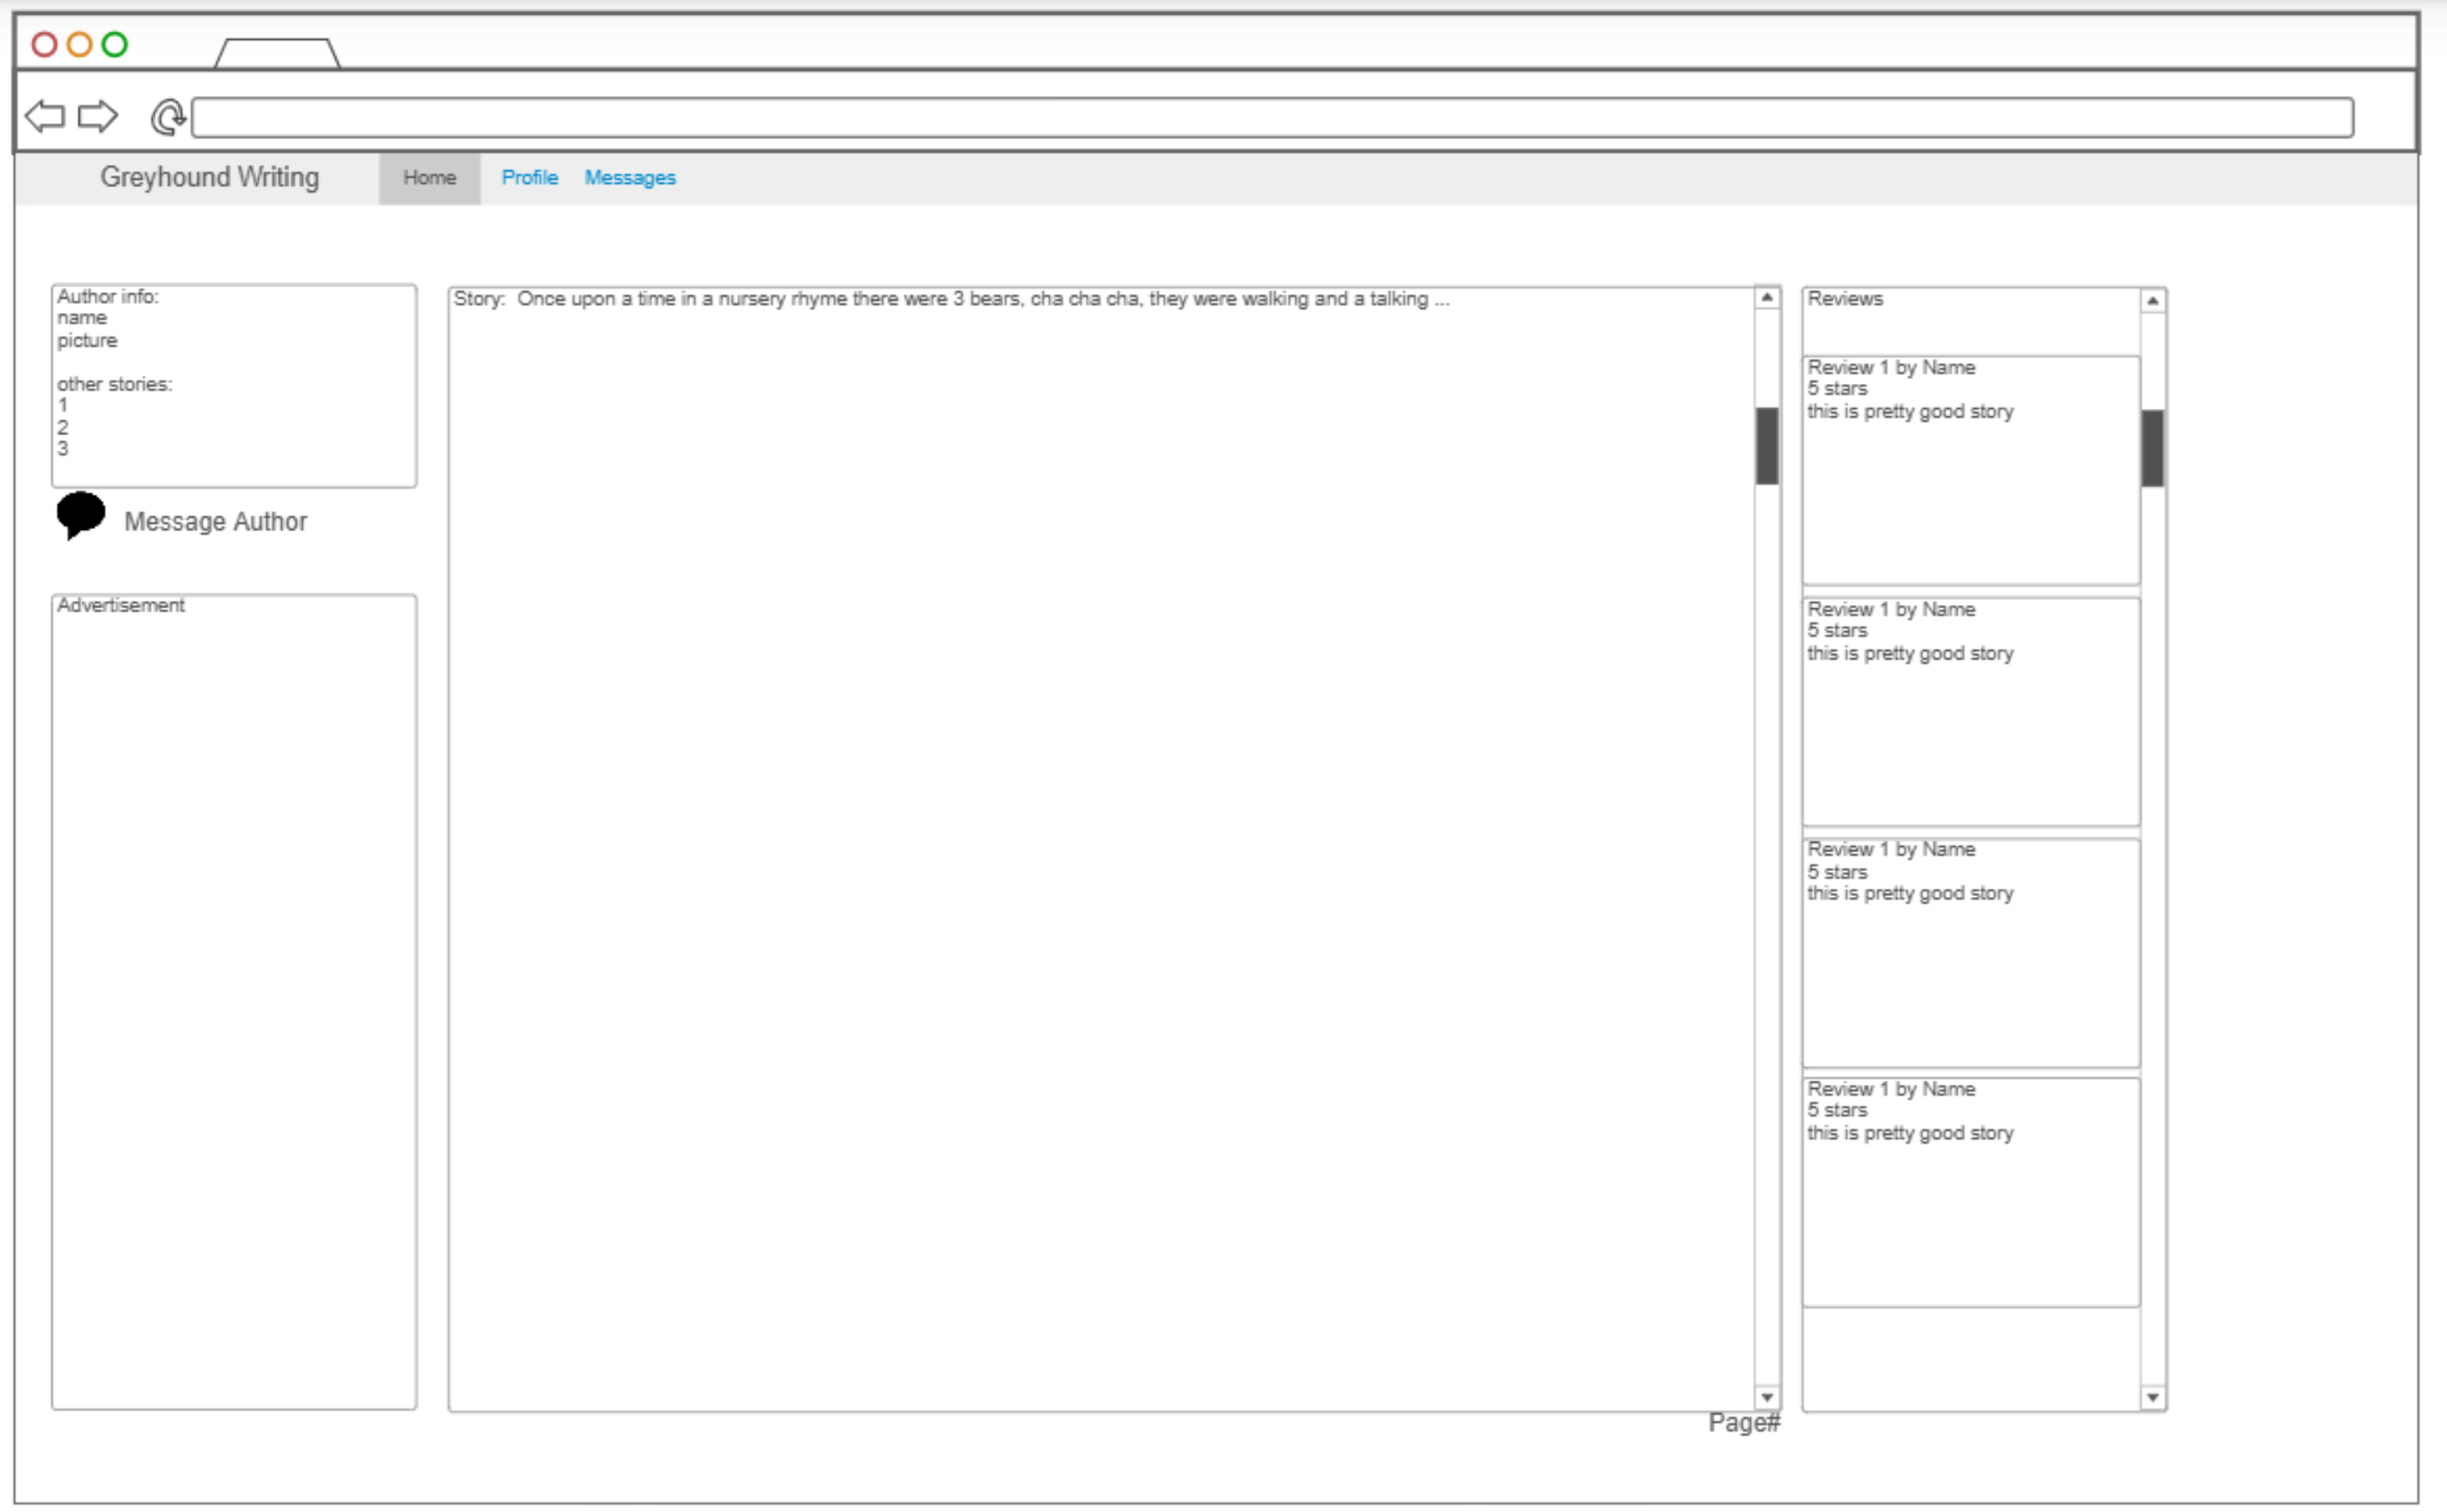 Greyhound Writing
Home
Profile
Messages
Author info:
name
picture
other stories:
1
2
3
Message Author
Advertisement
Story:  Once upon a time in a nursery rhyme there were 3 bears, cha cha cha, they were walking and a talking ...
Page#
Reviews
Review 1 by Name
5 stars
this is pretty good story
Review 1 by Name
5 stars
this is pretty good story
Review 1 by Name
5 stars
this is pretty good story
Review 1 by Name
5 stars
this is pretty good story